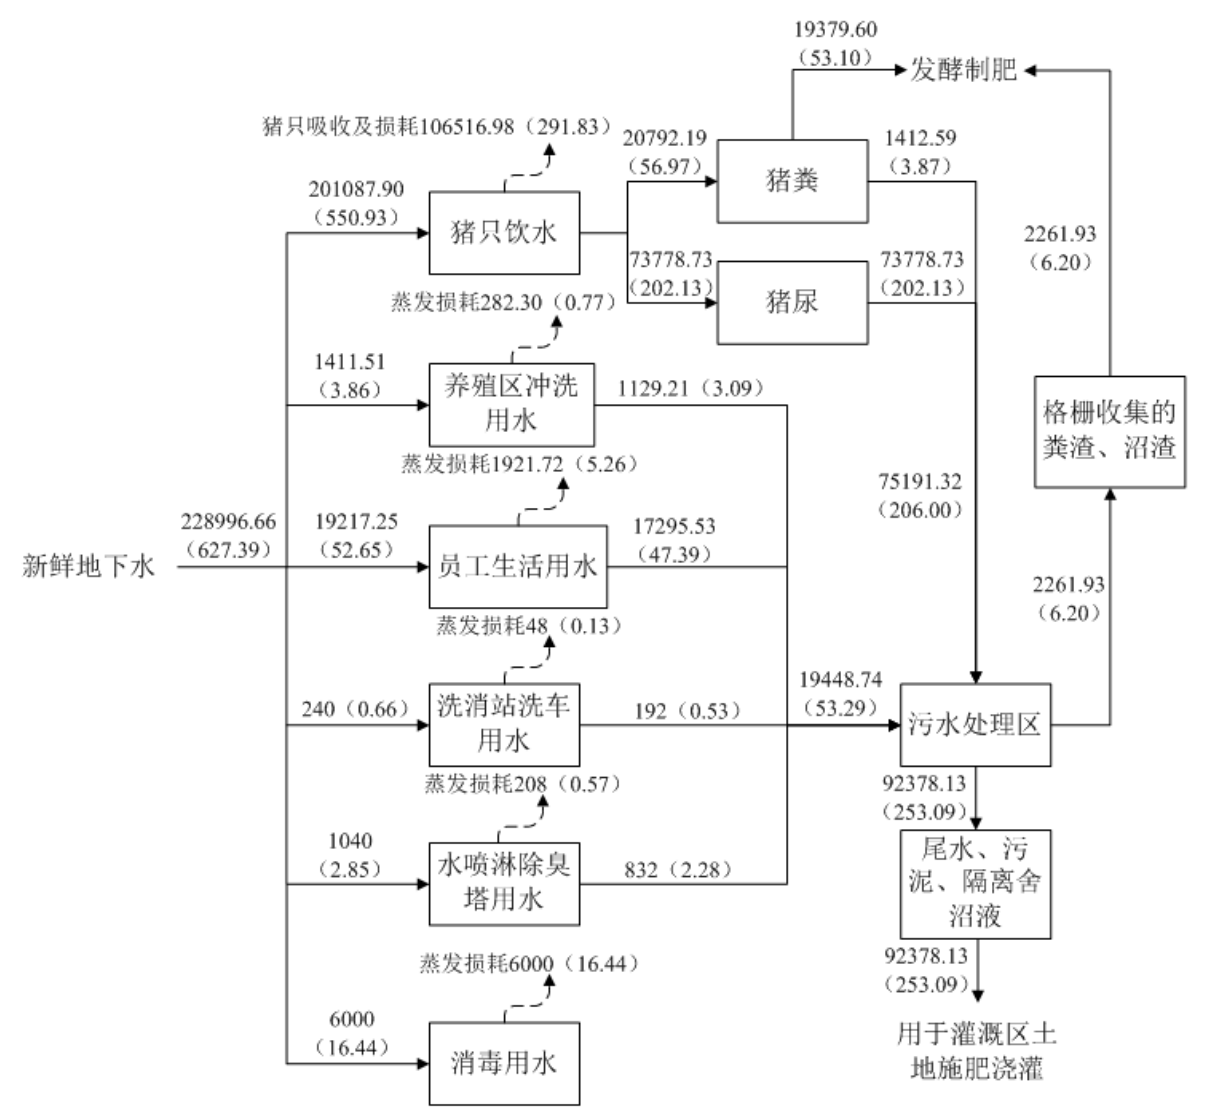 19379.60
（53.10）
发酵制肥
猪只吸收及损耗106516.98（291.83）
20792.19
（56.97）
1412.59
（3.87）
猪粪
201087.90
（550.93）
猪只饮水
2261.93
（6.20）
73778.73
（202.13）
猪尿
73778.73
（202.13）
蒸发损耗282.30（0.77）
1411.51
（3.86）
养殖区冲洗
用水
1129.21（3.09）
格栅收集的
粪渣、沼渣
蒸发损耗1921.72（5.26）
75191.32
（206.00）
228996.66
（627.39）
新鲜地下水
19217.25
（52.65）
员工生活用水
17295.53
（47.39）
2261.93
（6.20）
蒸发损耗48（0.13）
240（0.66）
洗消站洗车
用水
192（0.53）
19448.74
（53.29）
污水处理区
蒸发损耗208（0.57）
92378.13
（253.09）
1040
（2.85）
水喷淋除臭
塔用水
832（2.28）
尾水、污
泥、隔离舍
沼液
蒸发损耗6000（16.44）
92378.13
（253.09）
6000
（16.44）
消毒用水
用于灌溉区土
地施肥浇灌